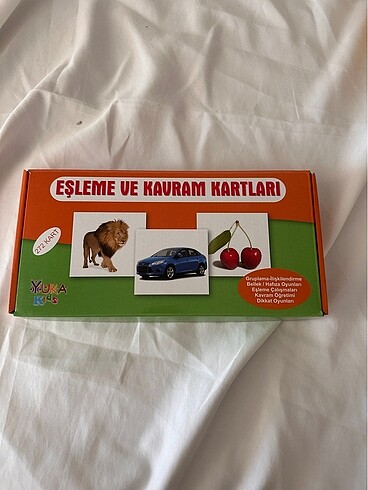 EŞLEME VE KAVRAM KARTLARI
272 KART
YUKA
KIDS
Gruplama-İlişkilendirme
Bellek / Hafıza Oyunları
Eşleme Çalışmaları
Kavram Öğretimi
Dikkat Oyunları